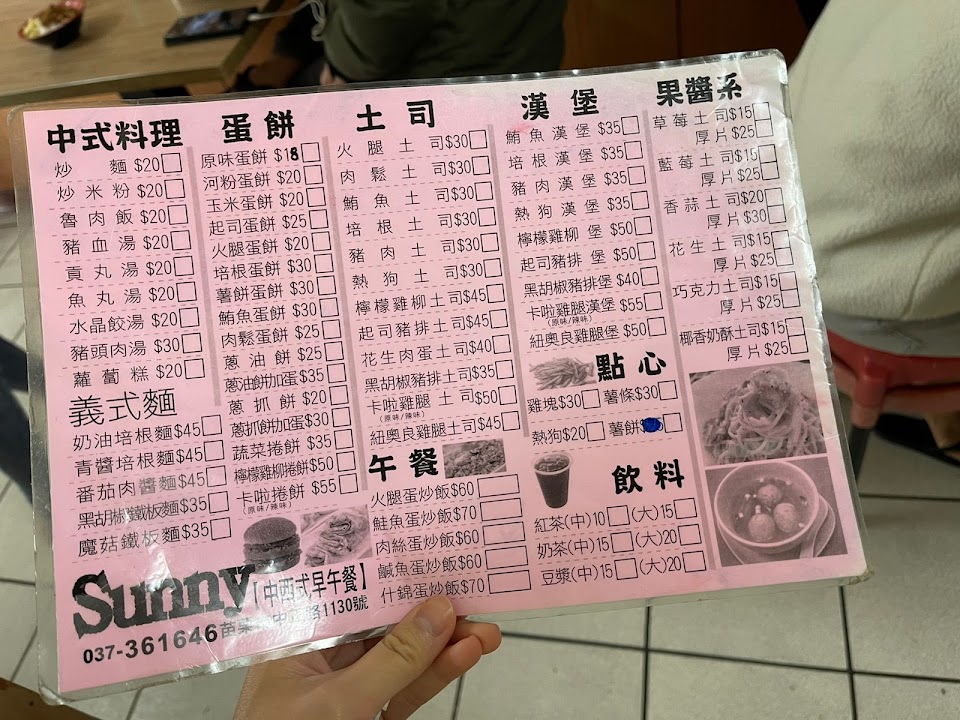 中式料理
炒麵 $20
炒米粉 $20
魯肉飯 $20
豬血湯 $20
貢丸湯 $20
魚丸湯 $20
水晶餃湯 $20
豬頭肉湯 $30
蘿蔔糕 $20
義式麵
奶油培根麵 $45
青醬培根麵 $45
番茄肉醬麵 $45
黑胡椒鐵板麵 $35
魔菇鐵板麵 $35
蛋餅
原味蛋餅 $18
河粉蛋餅 $20
玉米蛋餅 $20
起司蛋餅 $25
火腿蛋餅 $20
培根蛋餅 $30
薯餅蛋餅 $30
鮪魚蛋餅 $30
肉鬆蛋餅 $25
蔥油餅 $25
蔥油餅加蛋 $35
蔥抓餅 $20
蔥抓餅加蛋 $30
蔬菜捲餅 $35
檸檬雞柳捲餅 $50
卡啦捲餅 $55
(原味/辣味)
土司
火腿土司 $30
肉鬆土司 $30
鮪魚土司 $30
培根土司 $30
豬肉土司 $30
熱狗土司 $30
檸檬雞柳土司 $45
起司豬排土司 $45
花生肉蛋土司 $40
黑胡椒豬排土司 $35
卡啦雞腿土司 $50
(原味/辣味)
紐奧良雞腿土司 $45
午餐
火腿蛋炒飯 $60
鮭魚蛋炒飯 $70
肉絲蛋炒飯 $60
鹹魚蛋炒飯 $60
什錦蛋炒飯 $70
漢堡
鮪魚漢堡 $35
培根漢堡 $35
豬肉漢堡 $35
熱狗漢堡 $35
檸檬雞柳堡 $50
起司豬排堡 $50
黑胡椒豬排堡 $40
卡啦雞腿漢堡 $55
(原味/辣味)
紐奧良雞腿堡 $50
點心
雞塊 $30 薯條 $30
熱狗 $20 薯餅
飲料
紅茶(中)10 (大)15
奶茶(中)15 (大)20
豆漿(中)15 (大)20
果醬系
草莓土司 $15
厚片 $25
藍莓土司 $15
厚片 $25
香蒜土司 $20
厚片 $30
花生土司 $15
厚片 $25
巧克力土司 $15
厚片 $25
椰香奶酥土司 $15
厚片 $25
Sunny【中西式早午餐】
037-361646 苗栗 中 路1130號